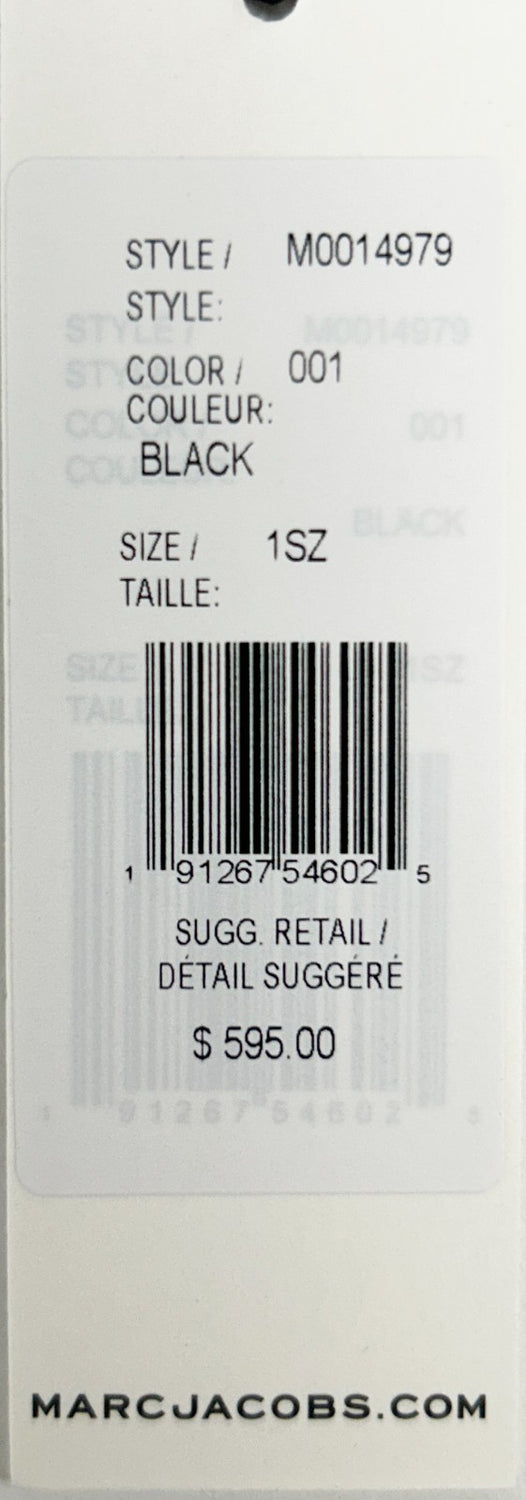 STYLE / M0014979
STYLE:
COLOR / 001
COULEUR:
BLACK
SIZE / 1SZ
TAILLE:
1 91267 54602 5
SUGG. RETAIL /
DÉTAIL SUGGÉRÉ
$ 595.00
MARCJACOBS.COM